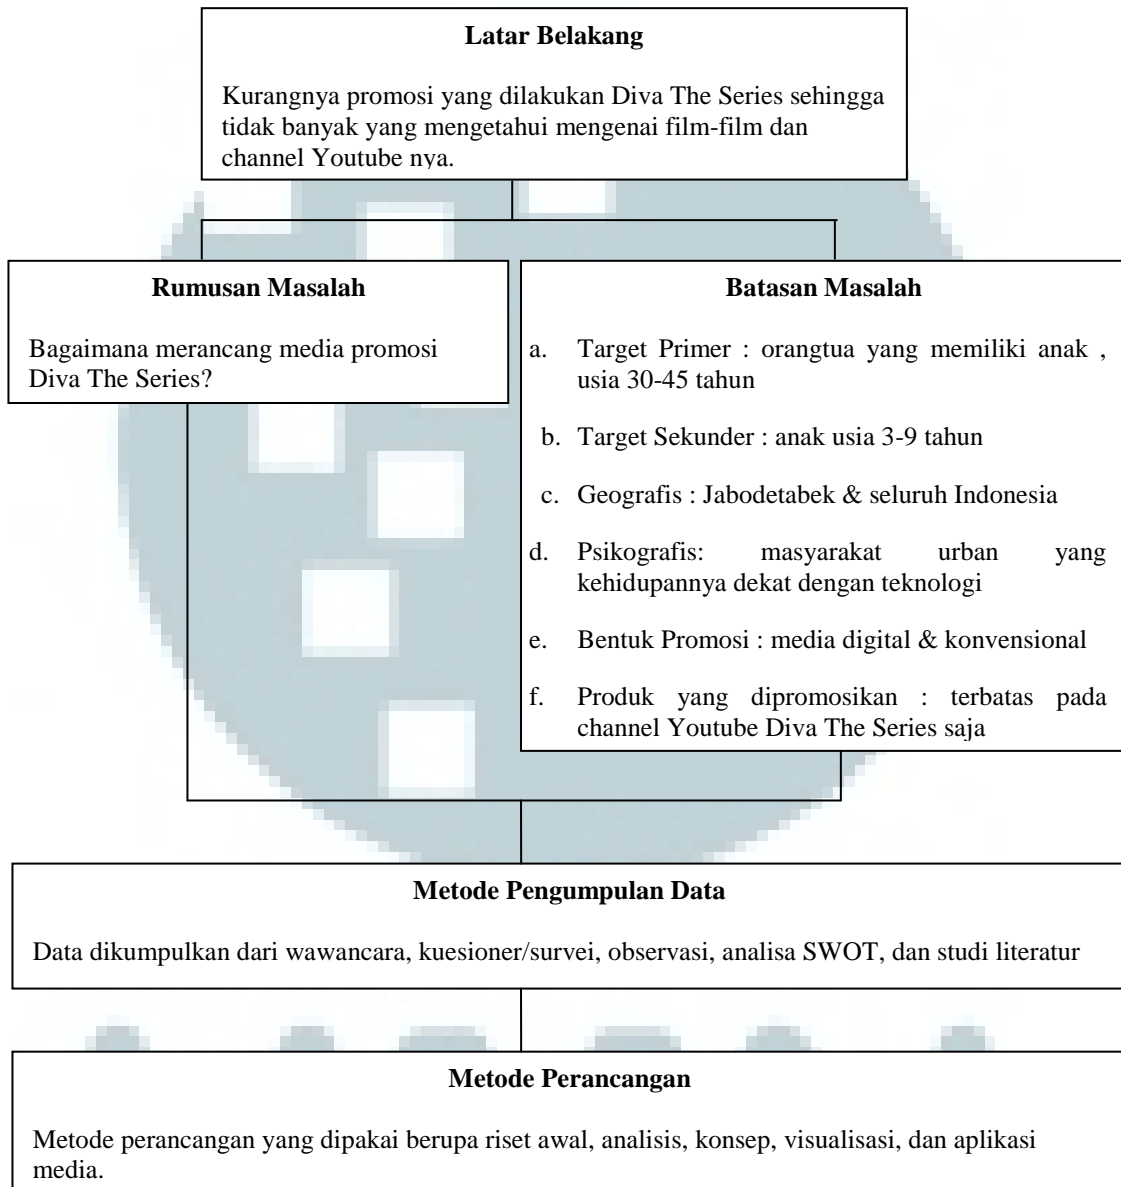 Latar Belakang
Kurangnya promosi yang dilakukan Diva The Series sehingga
tidak banyak yang mengetahui mengenai film-film dan
channel Youtube nya.
Rumusan Masalah
Bagaimana merancang media promosi
Diva The Series?
Batasan Masalah
a. Target Primer : orangtua yang memiliki anak ,
usia 30-45 tahun
b. Target Sekunder : anak usia 3-9 tahun
c. Geografis : Jabodetabek & seluruh Indonesia
d. Psikografis: masyarakat urban yang
kehidupannya dekat dengan teknologi
e. Bentuk Promosi : media digital & konvensional
f. Produk yang dipromosikan : terbatas pada
channel Youtube Diva The Series saja
Metode Pengumpulan Data
Data dikumpulkan dari wawancara, kuesioner/survei, observasi, analisa SWOT, dan studi literatur
Metode Perancangan
Metode perancangan yang dipakai berupa riset awal, analisis, konsep, visualisasi, dan aplikasi
media.